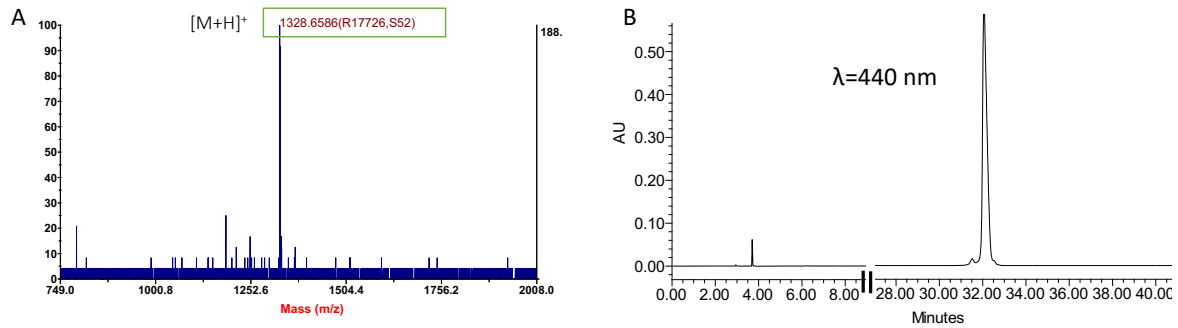 A
[M+H]+
1328.6586(R17726,S52)
188.
100
90
80
70
60
50
40
30
20
10
0
749.0 1000.8 1252.6 1504.4 1756.2 2008.0
Mass (m/z)
B
λ=440 nm
AU
0.50
0.40
0.30
0.20
0.10
0.00
0.00 2.00 4.00 6.00 8.00 28.00 30.00 32.00 34.00 36.00 38.00 40.00
Minutes